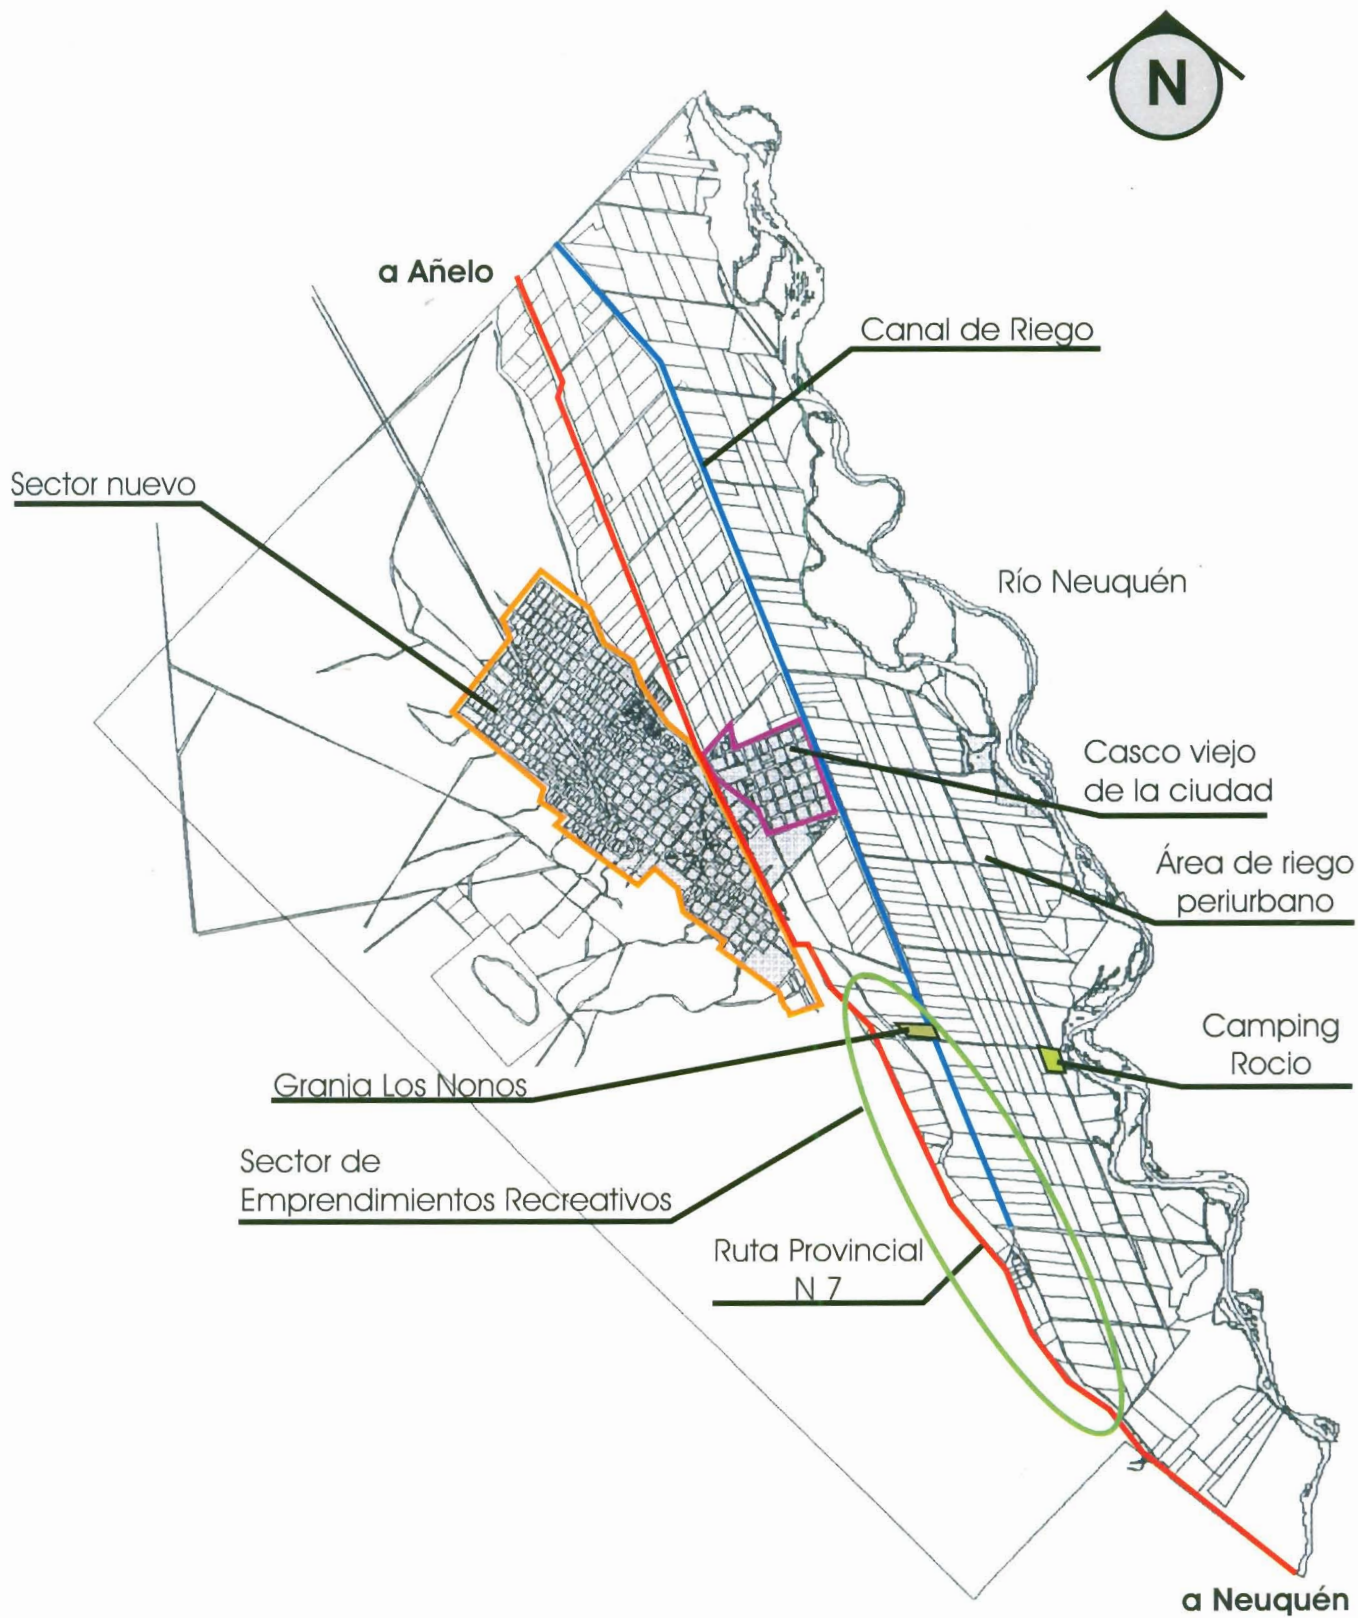 N
a Añelo
Canal de Riego
Sector nuevo
Río Neuquén
Casco viejo
de la ciudad
Área de riego
periurbano
Camping
Rocio
Granja Los Nonos
Sector de
Emprendimientos Recreativos
Ruta Provincial
N 7
a Neuquén